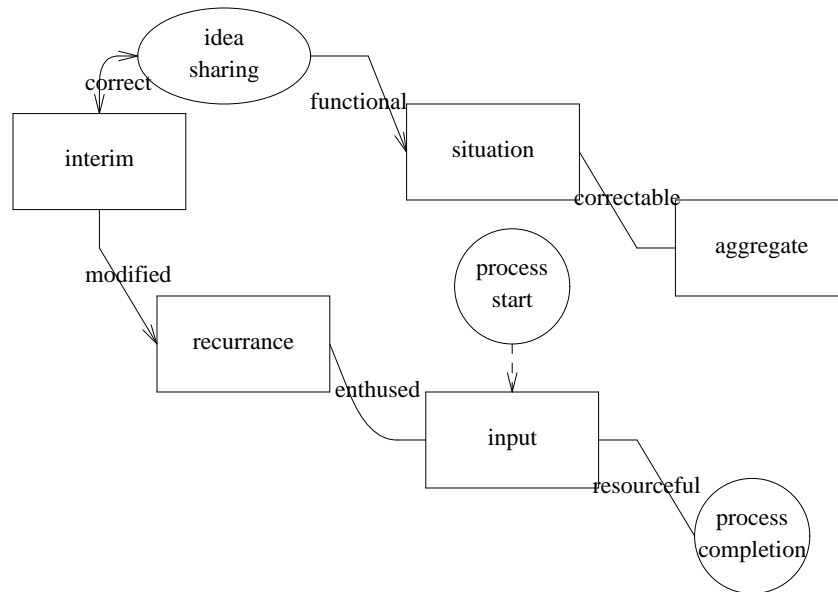 idea
sharing
correct
functional
interim
situation
correctable
aggregate
process
start
modified
recurrance
enthused
input
resourceful
process
completion